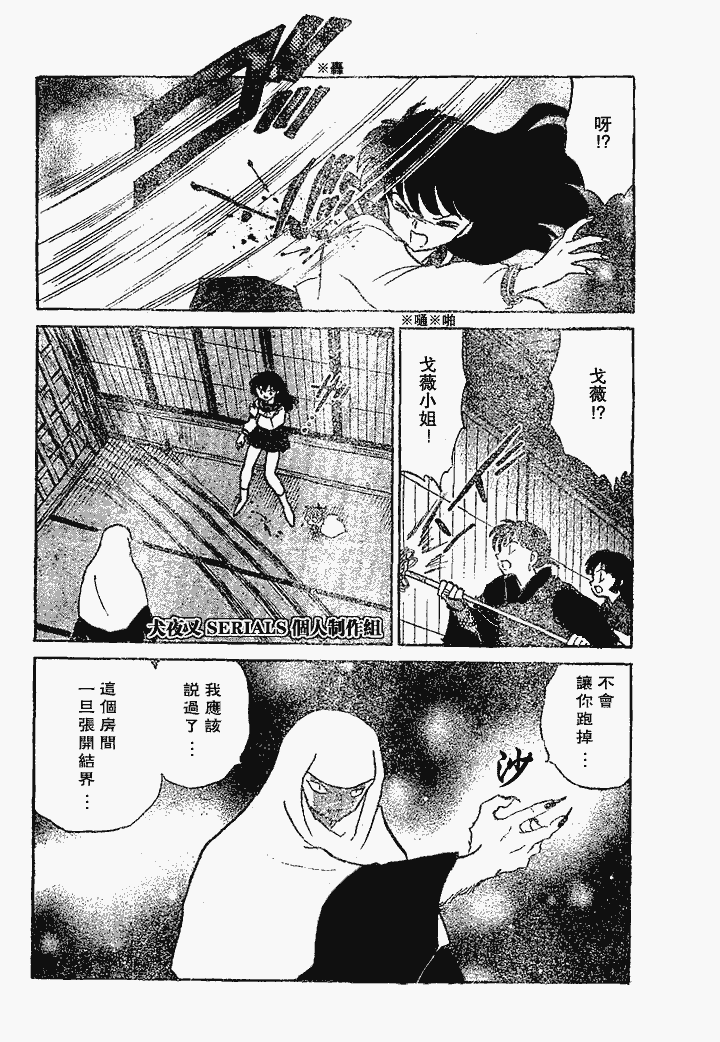 ※轟
呀!?
※嗵※啪
戈薇!?
戈薇小姐!
犬夜叉 SERIALS 個人制作組
不會
讓你跑掉…
沙
我應該
説過了…
這個房間
一旦張開結界…